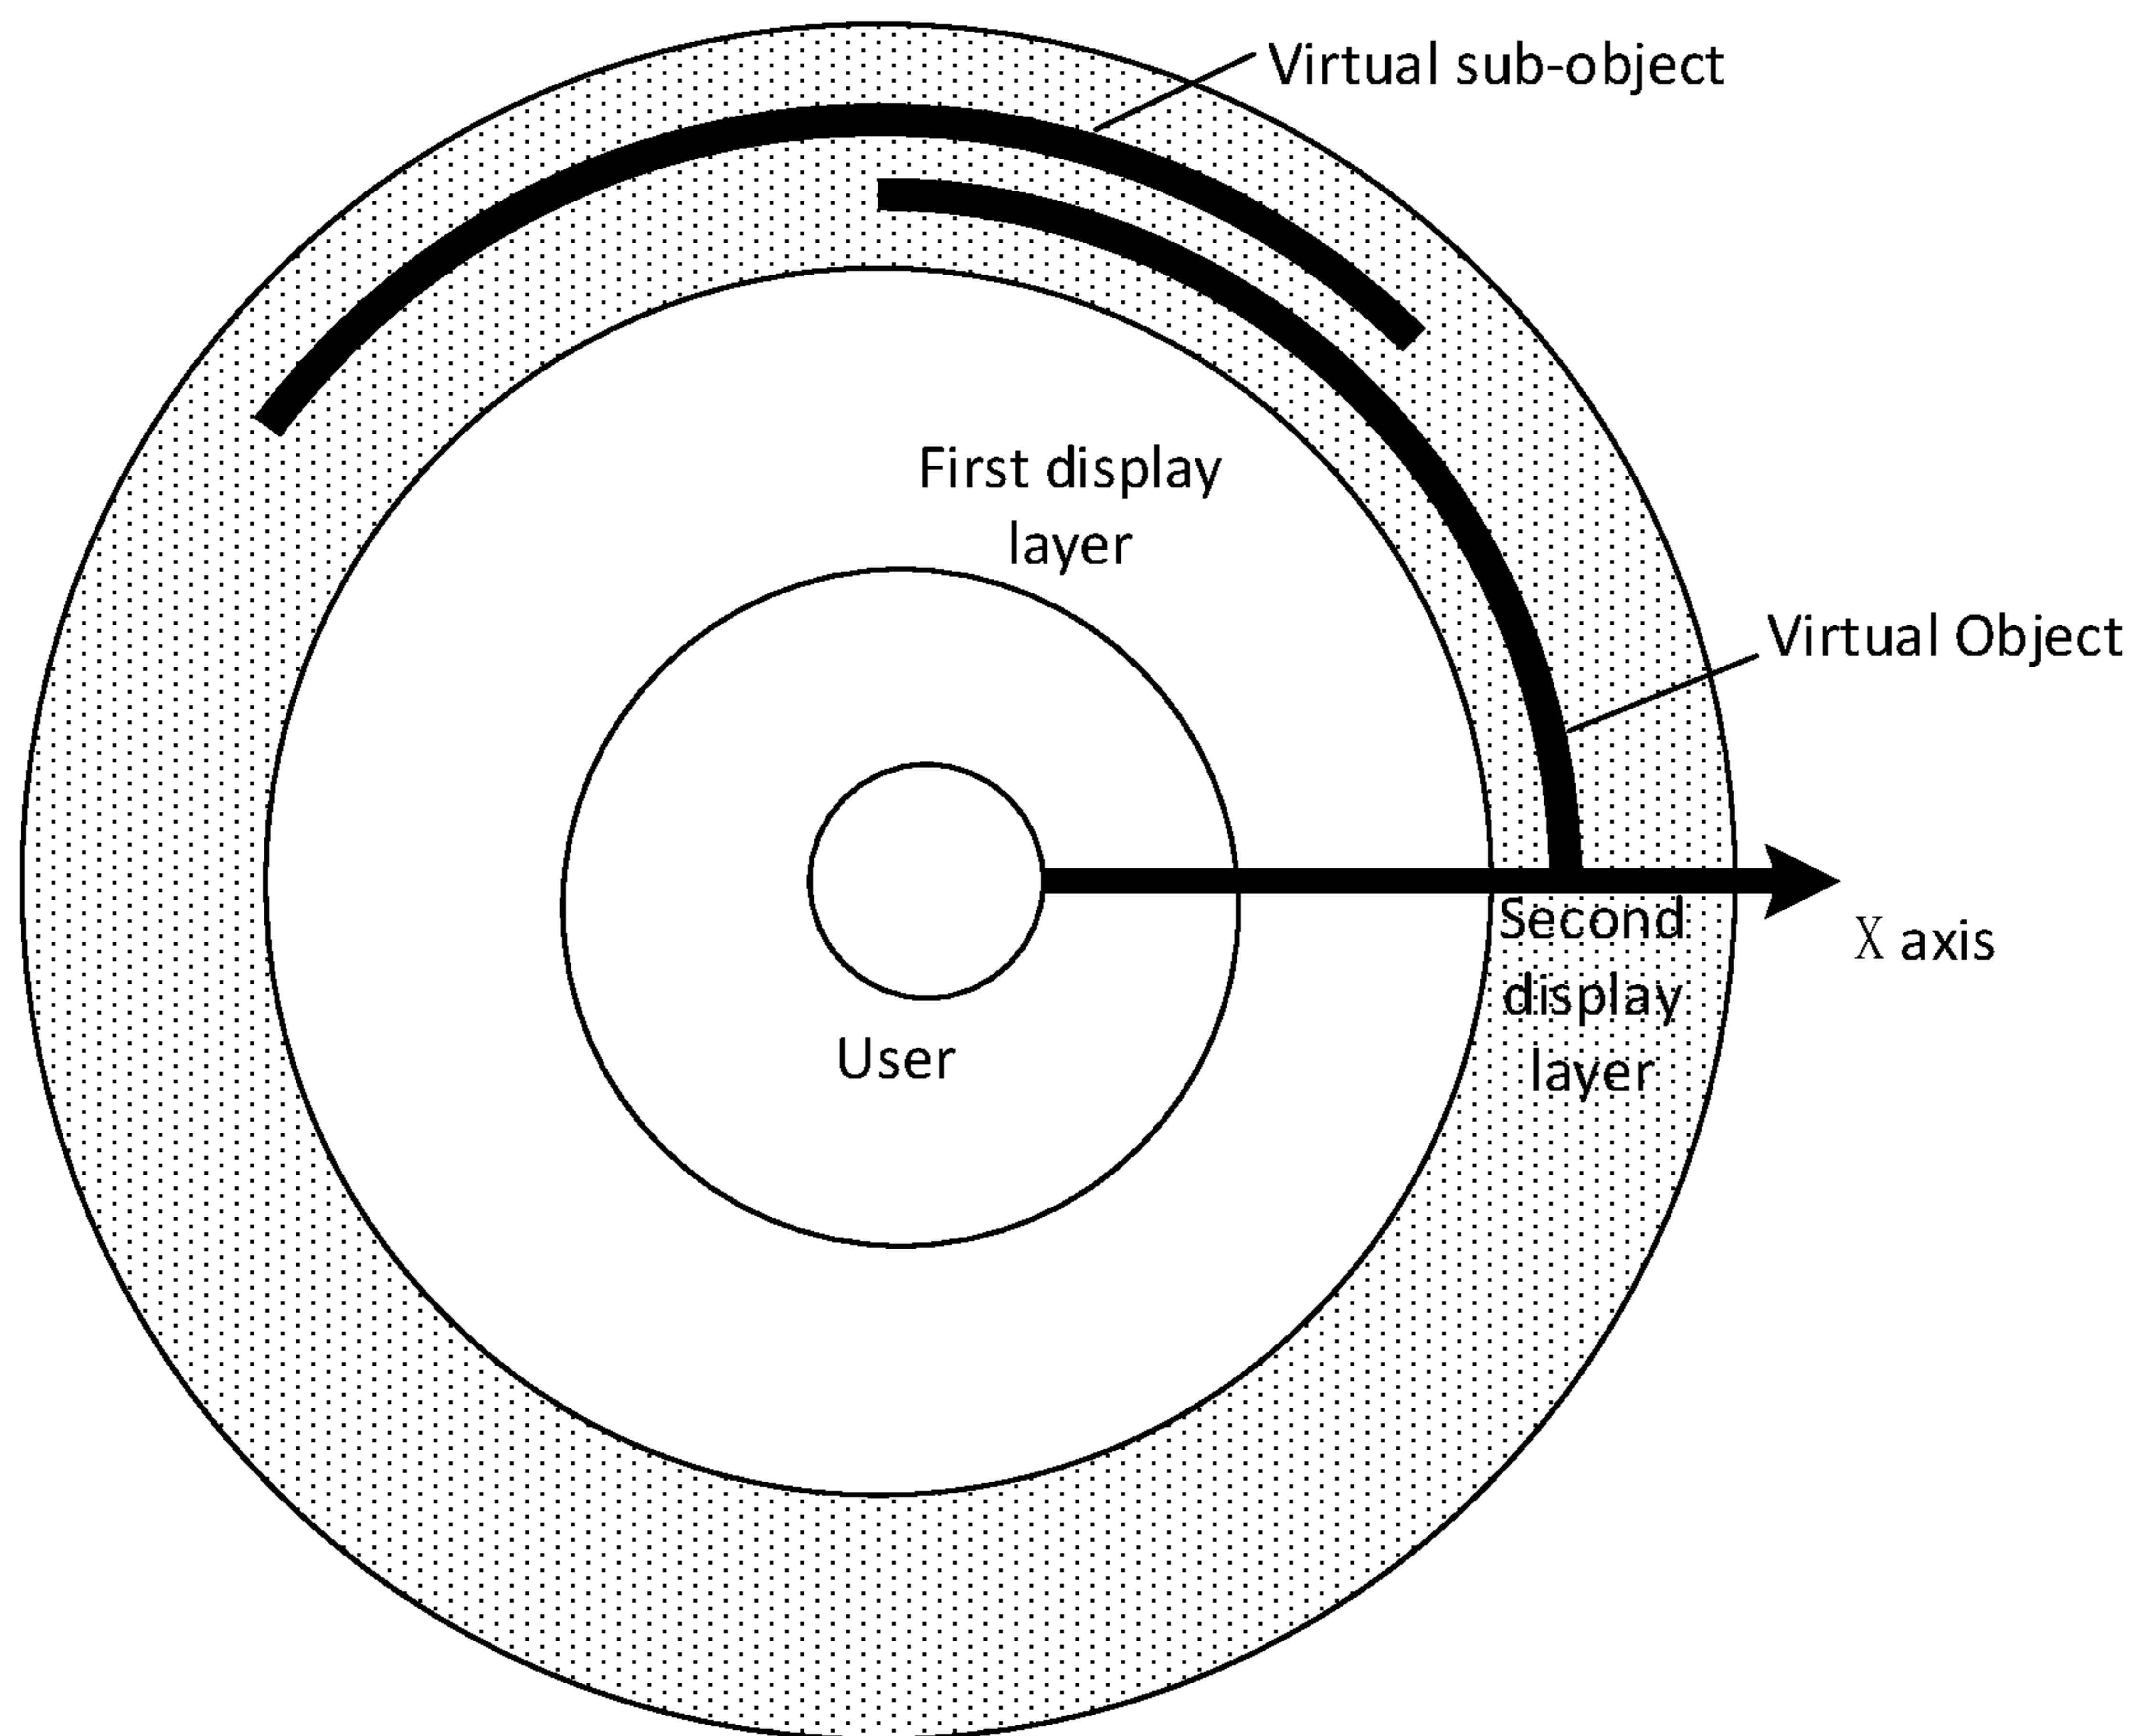 Virtual sub-object
First display
layer
Virtual Object
User
Second
display
layer
X axis